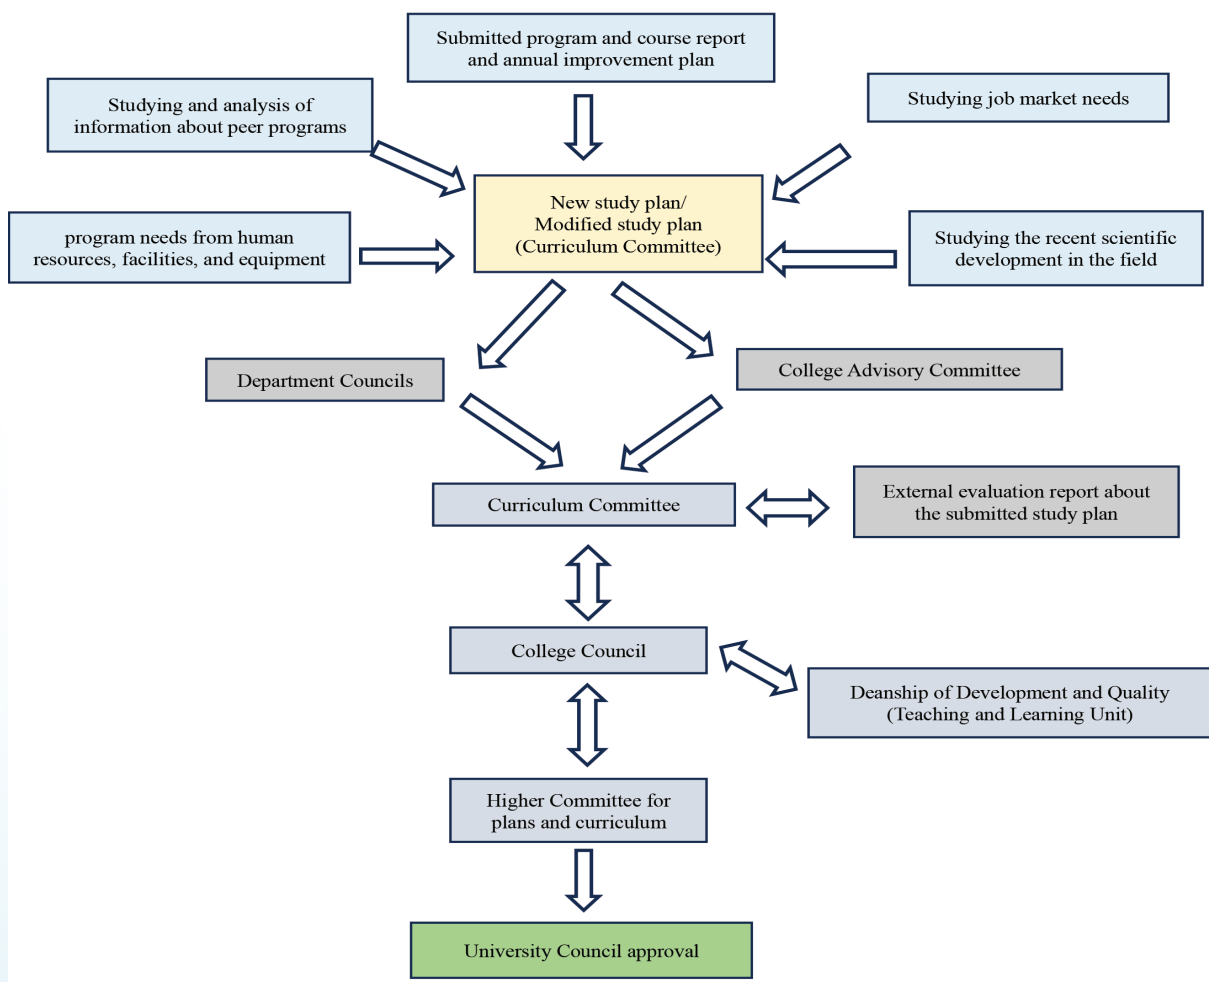 Submitted program and course report
and annual improvement plan
Studying and analysis of
information about peer programs
Studying job market needs
New study plan/
Modified study plan
(Curriculum Committee)
program needs from human
resources, facilities, and equipment
Studying the recent scientific
development in the field
Department Councils
College Advisory Committee
Curriculum Committee
External evaluation report about
the submitted study plan
College Council
Deanship of Development and Quality
(Teaching and Learning Unit)
Higher Committee for
plans and curriculum
University Council approval